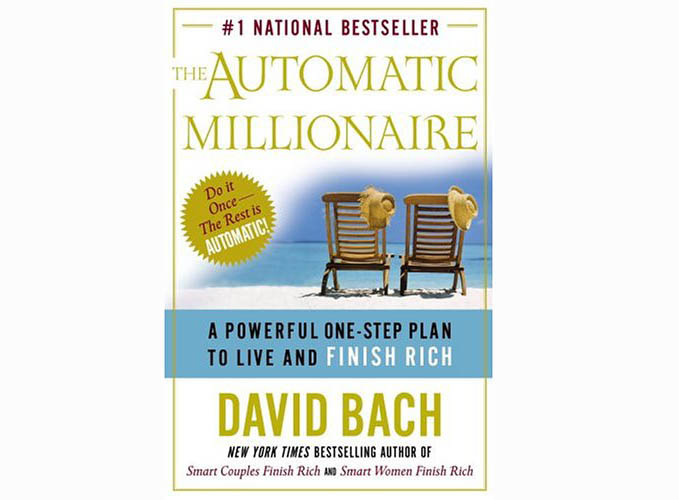 #1 NATIONAL BESTSELLER
THE AUTOMATIC
MILLIONAIRE
Do it
Once—
The Rest is
AUTOMATIC!
A POWERFUL ONE-STEP PLAN
TO LIVE AND FINISH RICH
DAVID BACH
NEW YORK TIMES BESTSELLING AUTHOR OF
Smart Couples Finish Rich AND Smart Women Finish Rich